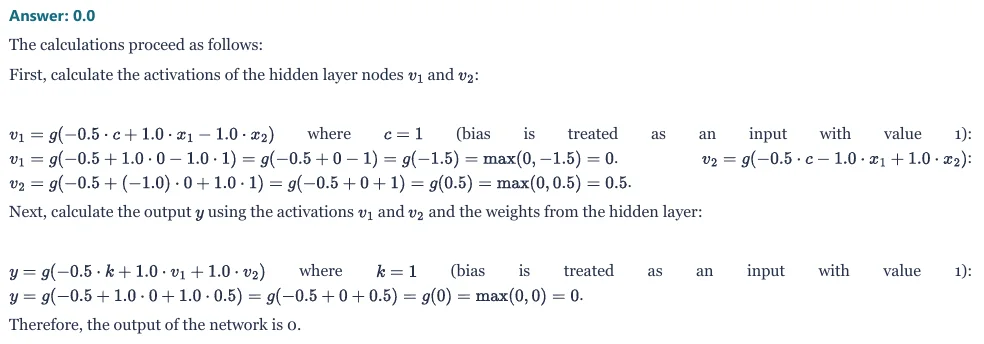 Answer: 0.0
The calculations proceed as follows:
First, calculate the activations of the hidden layer nodes v₁ and v₂:
v₁ = g(−0.5 · c + 1.0 · x₁ − 1.0 · x₂) where c = 1 (bias is treated as an input with value 1):
v₁ = g(−0.5 + 1.0 · 0 − 1.0 · 1) = g(−0.5 + 0 − 1) = g(−1.5) = max(0, −1.5) = 0. v₂ = g(−0.5 · c − 1.0 · x₁ + 1.0 · x₂):
v₂ = g(−0.5 + (−1.0) · 0 + 1.0 · 1) = g(−0.5 + 0 + 1) = g(0.5) = max(0, 0.5) = 0.5.
Next, calculate the output y using the activations v₁ and v₂ and the weights from the hidden layer:
y = g(−0.5 · k + 1.0 · v₁ + 1.0 · v₂) where k = 1 (bias is treated as an input with value 1):
y = g(−0.5 + 1.0 · 0 + 1.0 · 0.5) = g(−0.5 + 0 + 0.5) = g(0) = max(0, 0) = 0.
Therefore, the output of the network is 0.